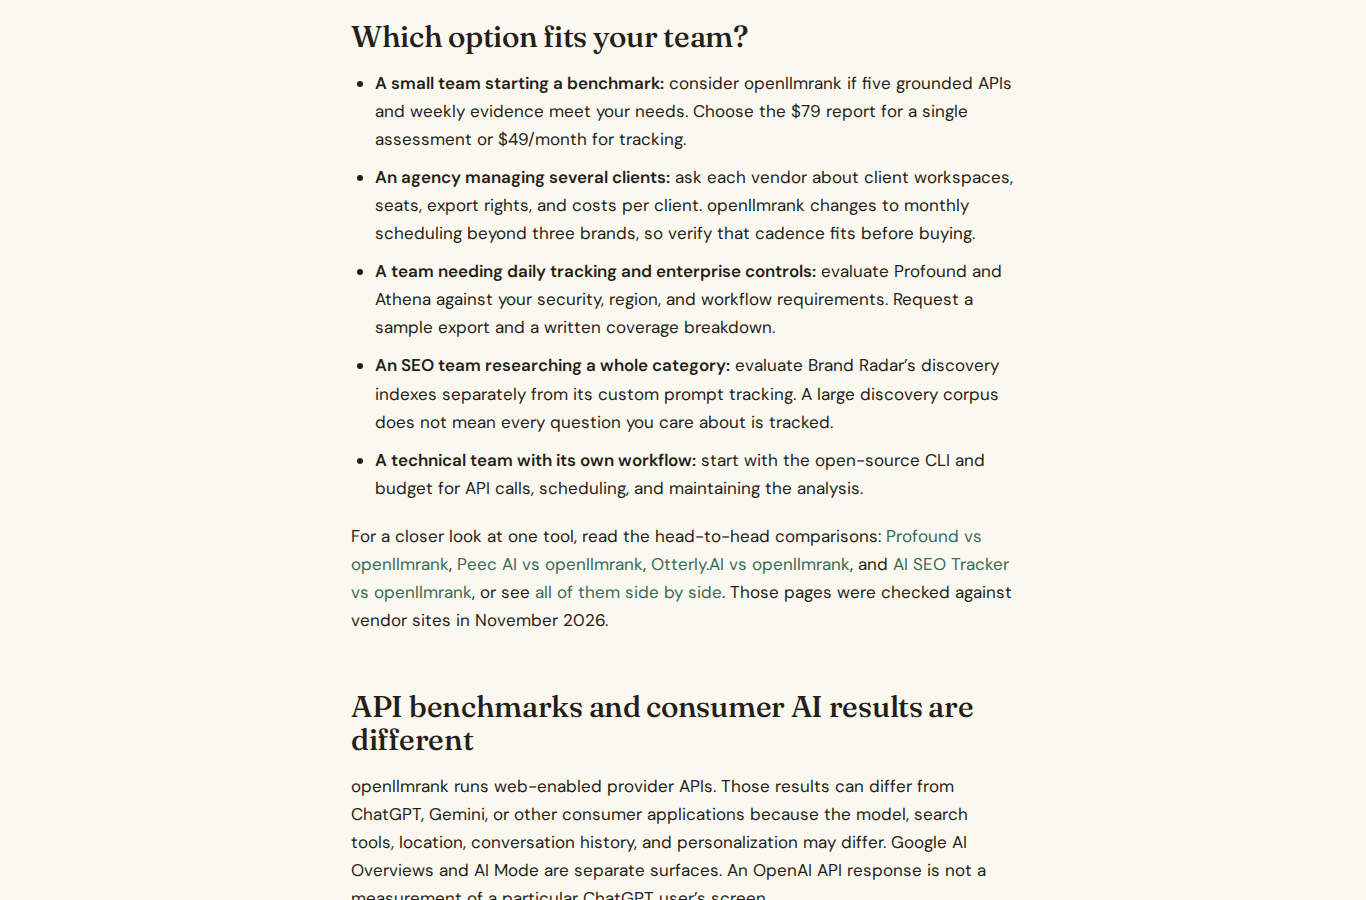 Which option fits your team?
A small team starting a benchmark: consider openllmrank if five grounded APIs
and weekly evidence meet your needs. Choose the $79 report for a single
assessment or $49/month for tracking.
An agency managing several clients: ask each vendor about client workspaces,
seats, export rights, and costs per client. openllmrank changes to monthly
scheduling beyond three brands, so verify that cadence fits before buying.
A team needing daily tracking and enterprise controls: evaluate Profound and
Athena against your security, region, and workflow requirements. Request a
sample export and a written coverage breakdown.
An SEO team researching a whole category: evaluate Brand Radar’s discovery
indexes separately from its custom prompt tracking. A large discovery corpus
does not mean every question you care about is tracked.
A technical team with its own workflow: start with the open-source CLI and
budget for API calls, scheduling, and maintaining the analysis.
For a closer look at one tool, read the head-to-head comparisons: Profound vs
openllmrank, Peec AI vs openllmrank, Otterly.AI vs openllmrank, and AI SEO Tracker
vs openllmrank, or see all of them side by side. Those pages were checked against
vendor sites in November 2026.
API benchmarks and consumer AI results are
different
openllmrank runs web-enabled provider APIs. Those results can differ from
ChatGPT, Gemini, or other consumer applications because the model, search
tools, location, conversation history, and personalization may differ. Google AI
Overviews and AI Mode are separate surfaces. An OpenAI API response is not a
measurement of a particular ChatGPT user’s screen.